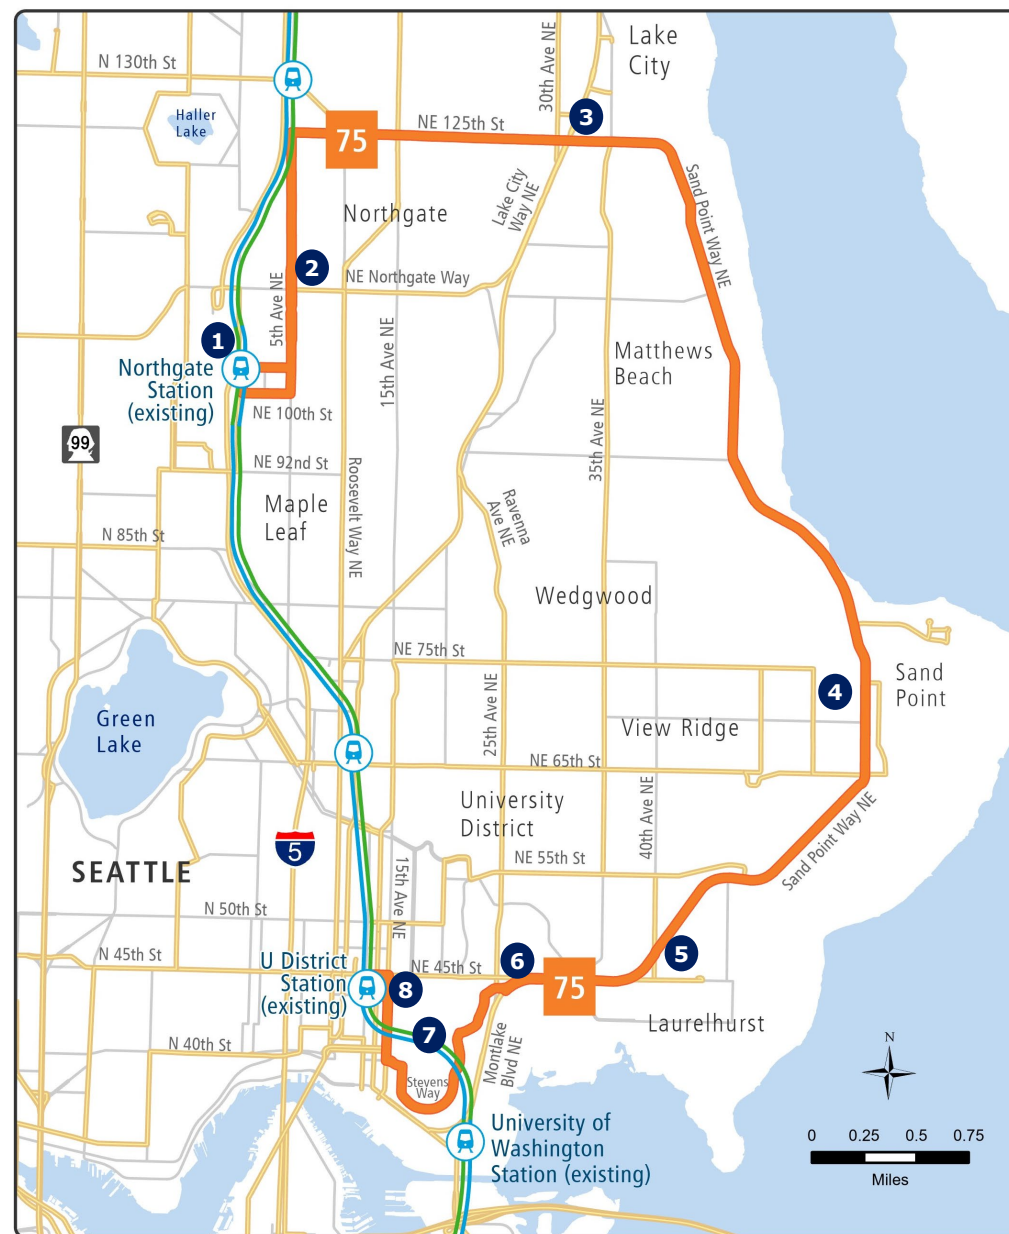 Lake
City
N 130th St
30th Ave NE
Haller
Lake
3
NE 125th St
75
Sand Point Way NE
Lake City
Way NE
Northgate
2
NE Northgate Way
5th Ave NE
1
15th Ave NE
Matthews
Beach
Northgate
Station
(existing)
NE 100th St
35th Ave NE
99
NE 92nd St
Roosevelt Way NE
Maple
Leaf
Ravenna
Ave NE
N 85th St
Wedgwood
NE 75th St
Sand
Point
4
25th Ave NE
View Ridge
Green
Lake
NE 65th St
40th Ave NE
University
District
Sand Point Way NE
5
SEATTLE
NE 55th St
15th Ave NE
N 50th St
N 45th St
U District
Station
(existing)
NE 45th St
6
5
75
8
7
Laurelhurst
Montlake
Blvd NE
N 40th St
Stevens
Way
N
University of
Washington
Station (existing)
0 0.25 0.5 0.75
Miles